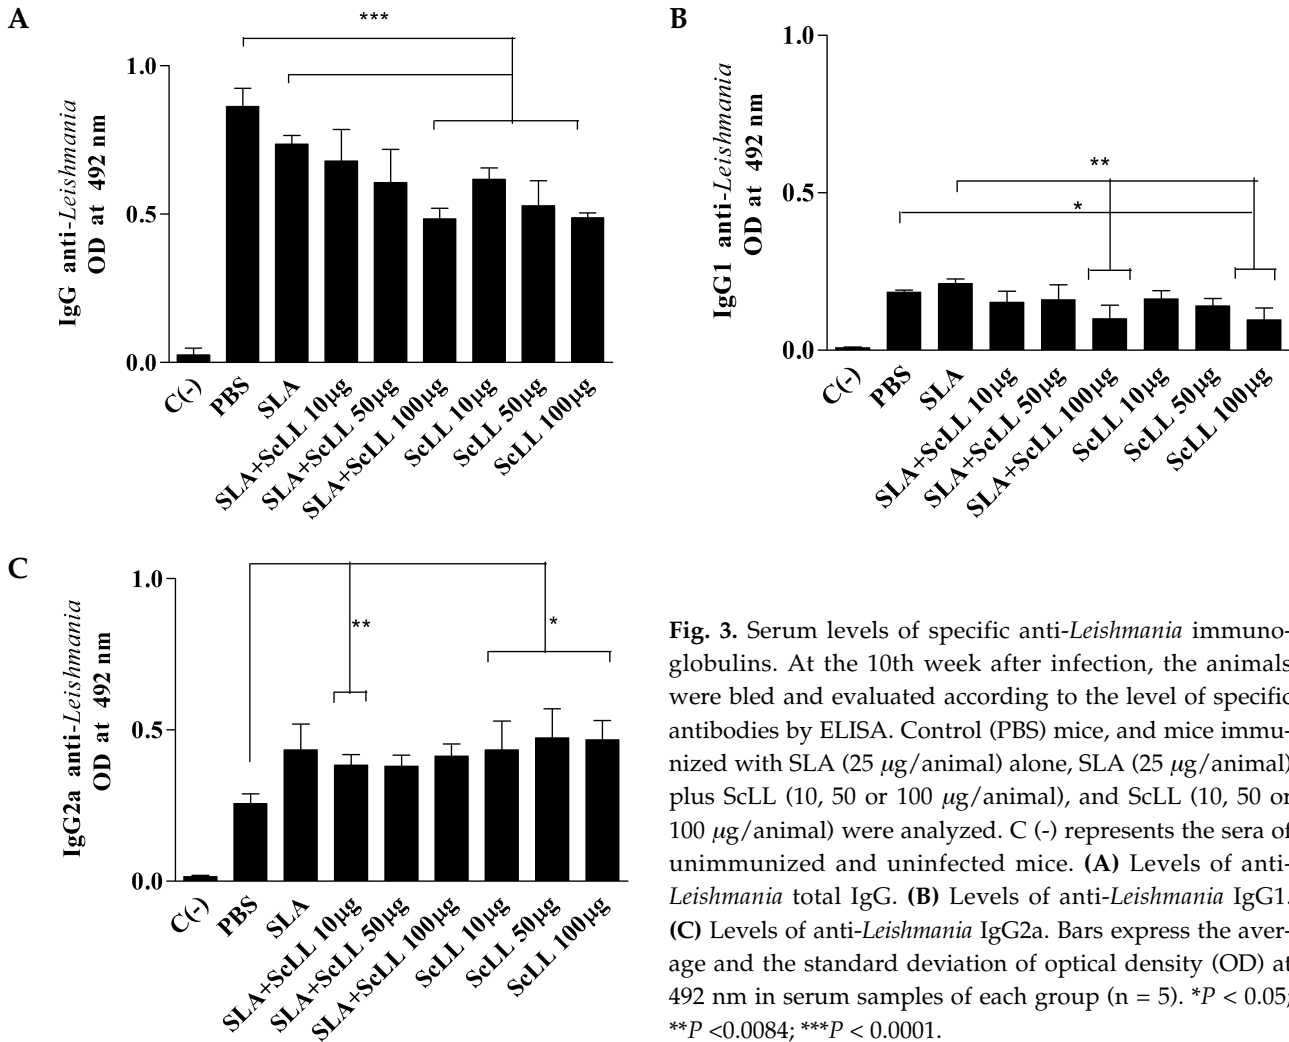 A
***
IgG anti-Leishmania
OD at 492 nm
1.0
0.5
0.0
C(-)
PBS
SLA
SLA+ScLL 10µg
SLA+ScLL 50µg
SLA+ScLL 100µg
ScLL 10µg
ScLL 50µg
ScLL 100µg
B
IgG1 anti-Leishmania
OD at 492 nm
1.0
0.5
0.0
**
*
C(-)
PBS
SLA
SLA+ScLL 10µg
SLA+ScLL 50µg
SLA+ScLL 100µg
ScLL 10µg
ScLL 50µg
ScLL 100µg
C
IgG2a anti-Leishmania
OD at 492 nm
1.0
0.5
0.0
**
*
C(-)
PBS
SLA
SLA+ScLL 10µg
SLA+ScLL 50µg
SLA+ScLL 100µg
ScLL 10µg
ScLL 50µg
ScLL 100µg
Fig. 3. Serum levels of specific anti-Leishmania immuno-
globulins. At the 10th week after infection, the animals
were bled and evaluated according to the level of specific
antibodies by ELISA. Control (PBS) mice, and mice immu-
nized with SLA (25 µg/animal) alone, SLA (25 µg/animal)
plus ScLL (10, 50 or 100 µg/animal), and ScLL (10, 50 or
100 µg/animal) were analyzed. C (-) represents the sera of
unimmunized and uninfected mice. (A) Levels of anti-
Leishmania total IgG. (B) Levels of anti-Leishmania IgG1.
(C) Levels of anti-Leishmania IgG2a. Bars express the aver-
age and the standard deviation of optical density (OD) at
492 nm in serum samples of each group (n = 5). *P < 0.05;
**P <0.0084; ***P < 0.0001.